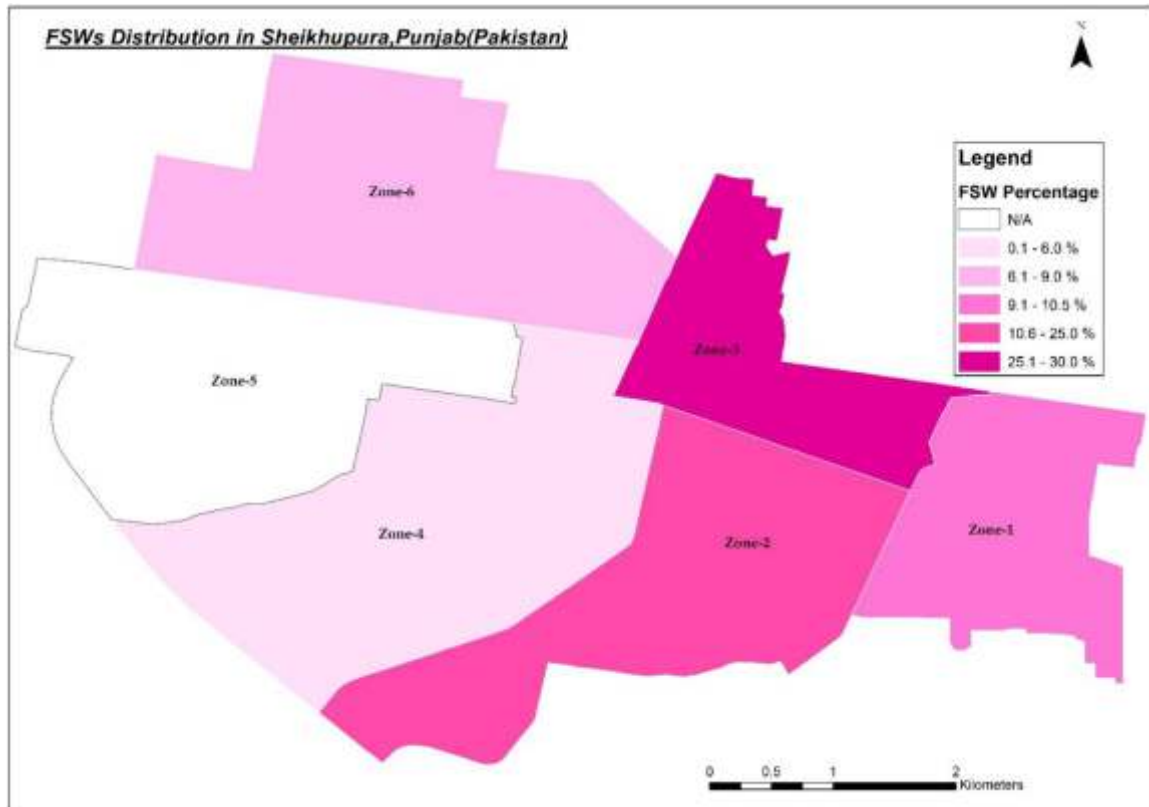 FSWs Distribution in Sheikhupura,Punjab(Pakistan)
N
Legend
FSW Percentage
N/A
0.1 - 6.0 %
6.1 - 9.0 %
9.1 - 10.5 %
10.6 - 25.0 %
25.1 - 30.0 %
Zone-6
Zone-3
Zone-5
Zone-4
Zone-2
Zone-1
0 0.5 1 2
Kilometers